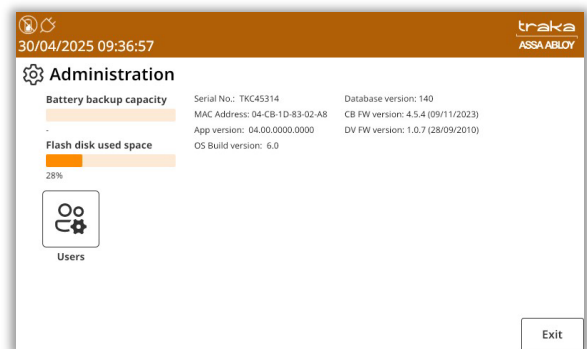 30/04/2025 09:36:57
traka
ASSA ABLOY
Administration
Battery backup capacity
-
Flash disk used space
28%
Serial No.: TKC45314
MAC Address: 04-CB-1D-83-02-A8
App version: 04.00.0000.0000
OS Build version: 6.0
Database version: 140
CB FW version: 4.5.4 (09/11/2023)
DV FW version: 1.0.7 (28/09/2010)
Users
Exit